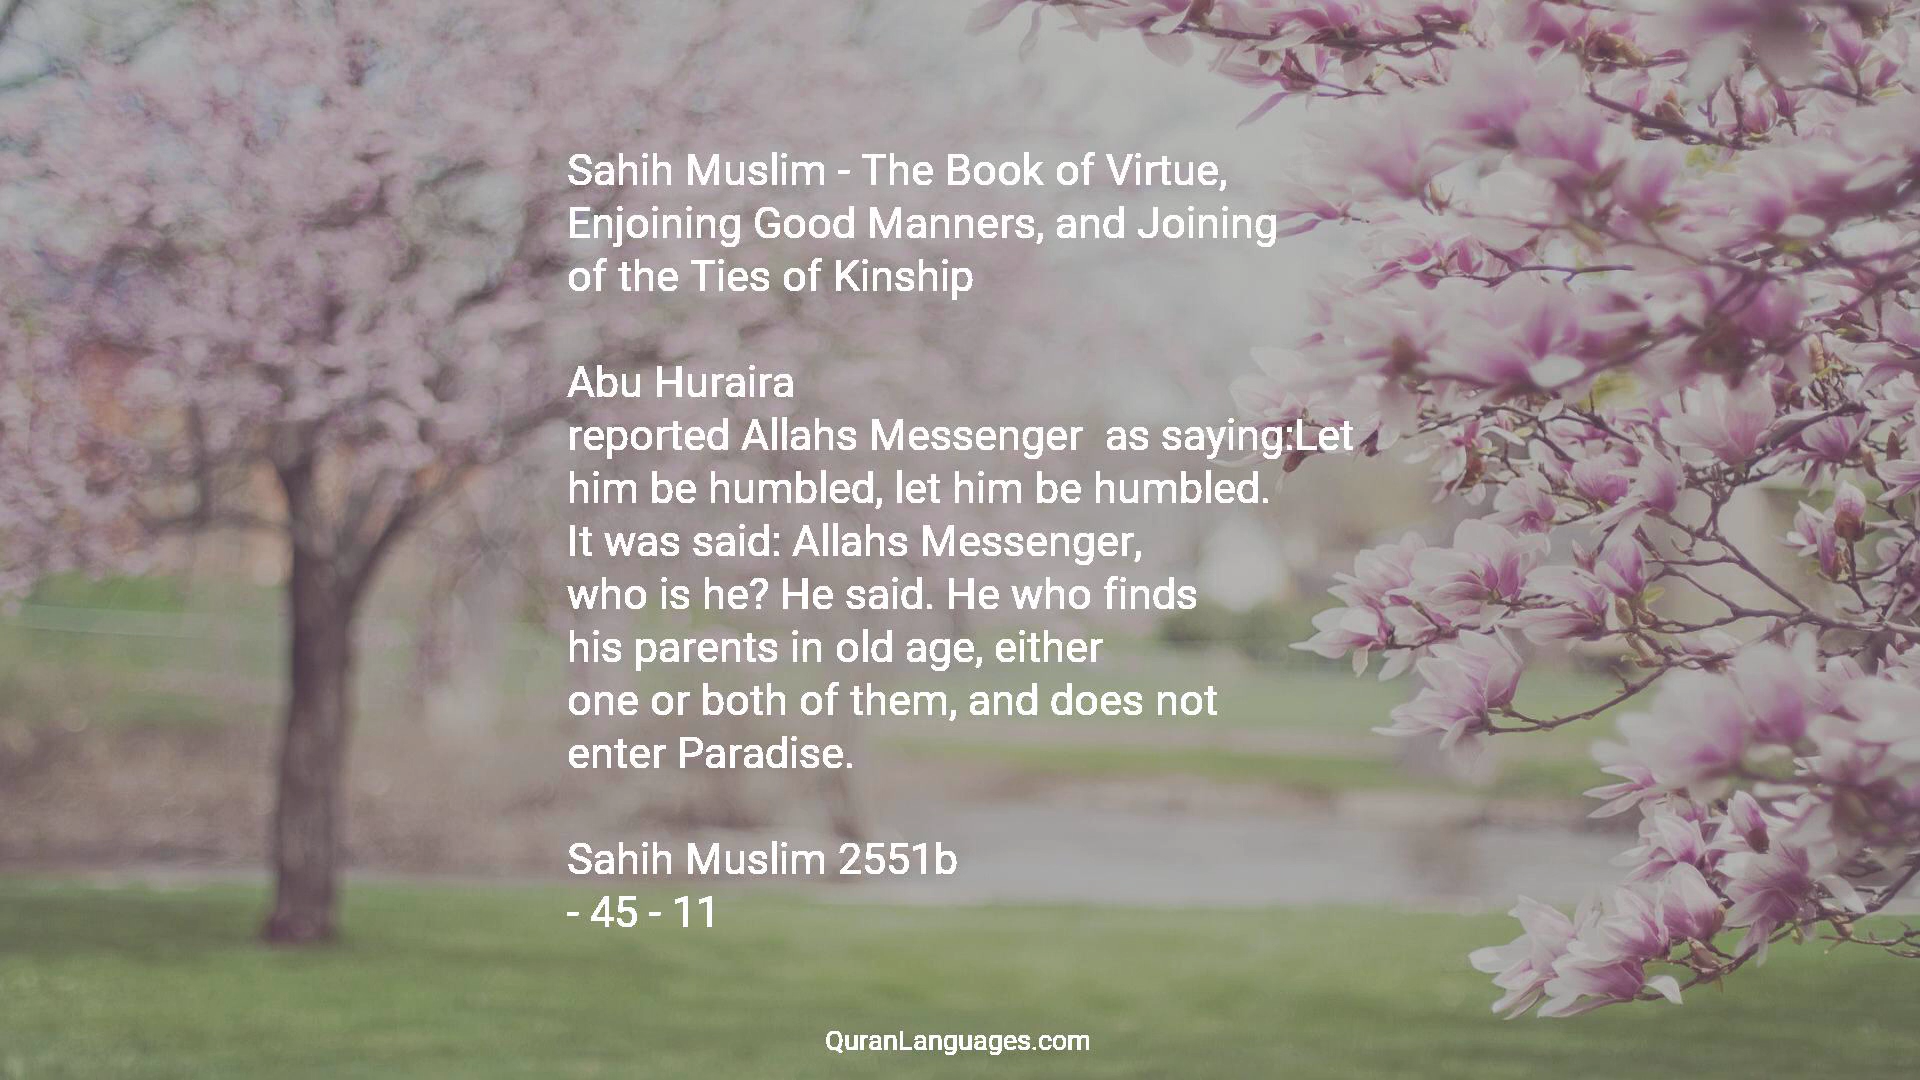 Sahih Muslim - The Book of Virtue,
Enjoining Good Manners, and Joining
of the Ties of Kinship
Abu Huraira
reported Allahs Messenger  as saying:Let
him be humbled, let him be humbled.
It was said: Allahs Messenger,
who is he? He said. He who finds
his parents in old age, either
one or both of them, and does not
enter Paradise.
Sahih Muslim 2551b
- 45 - 11
QuranLanguages.com